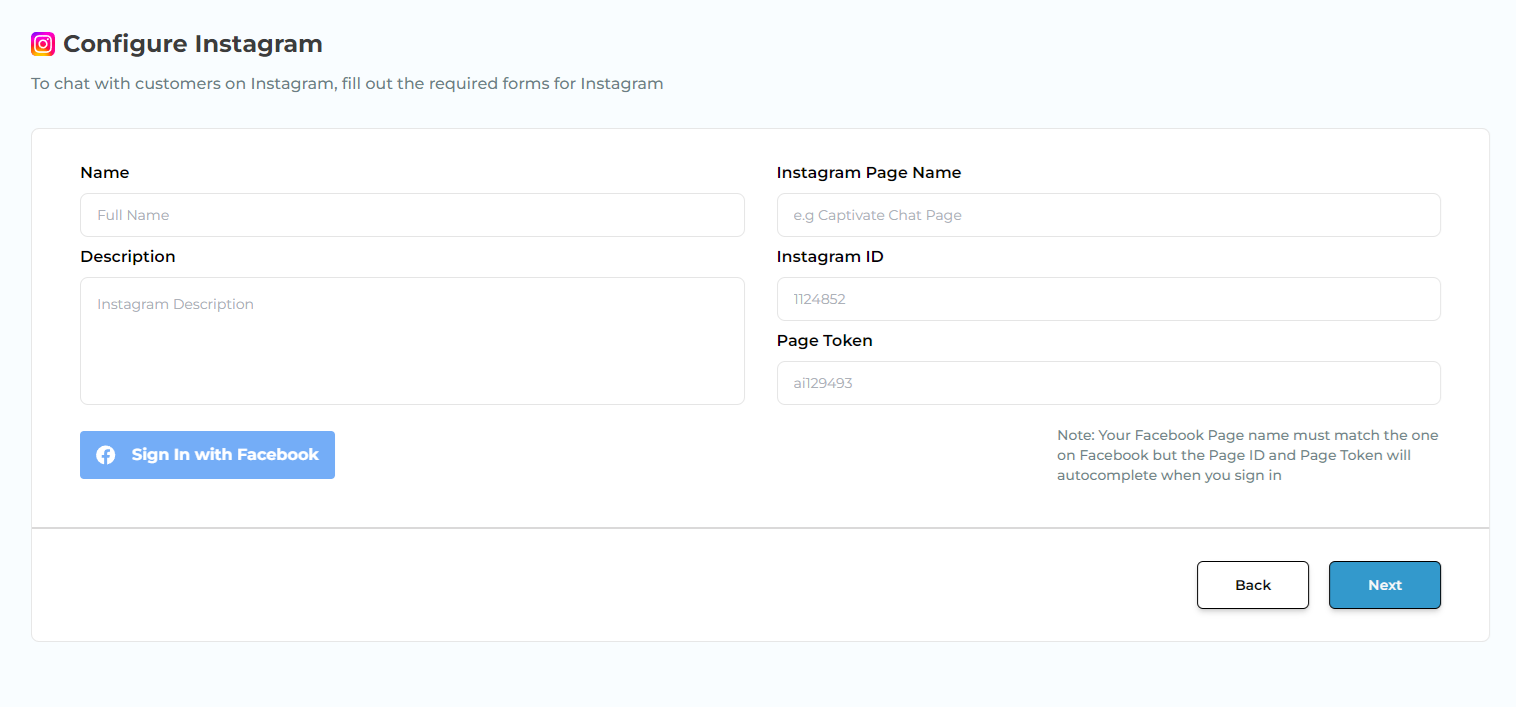 Configure Instagram
To chat with customers on Instagram, fill out the required forms for Instagram
Name
Full Name
Description
Instagram Description
Instagram Page Name
e.g Captivate Chat Page
Instagram ID
1124852
Page Token
ai129493
Sign In with Facebook
Note: Your Facebook Page name must match the one
on Facebook but the Page ID and Page Token will
autocomplete when you sign in
Back
Next